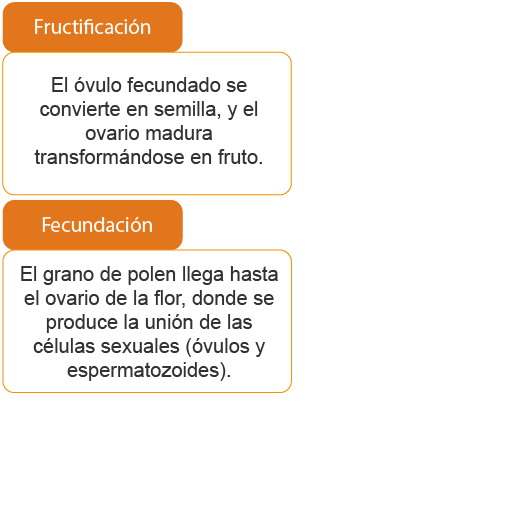 Fructificación
El óvulo fecundado se
convierte en semilla, y el
ovario madura
transformándose en fruto.
Fecundación
El grano de polen llega hasta
el ovario de la flor, donde se
produce la unión de las
células sexuales (óvulos y
espermatozoides).